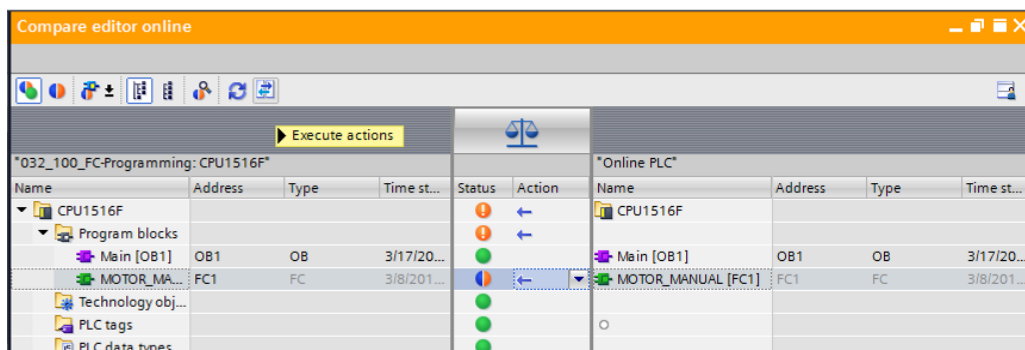 Compare editor online
Execute actions
"032_100_FC-Programming: CPU1516F" "Online PLC"
Name Address Type Time st... Status Action Name Address Type Time st...
CPU1516F CPU1516F
Program blocks
Main [OB1] OB1 OB 3/17/20... Main [OB1] OB1 OB 3/17/20...
MOTOR_MA... FC1 FC 3/8/201... MOTOR_MANUAL [FC1] FC1 FC 3/8/201...
Technology obj...
PLC tags
PLC data types